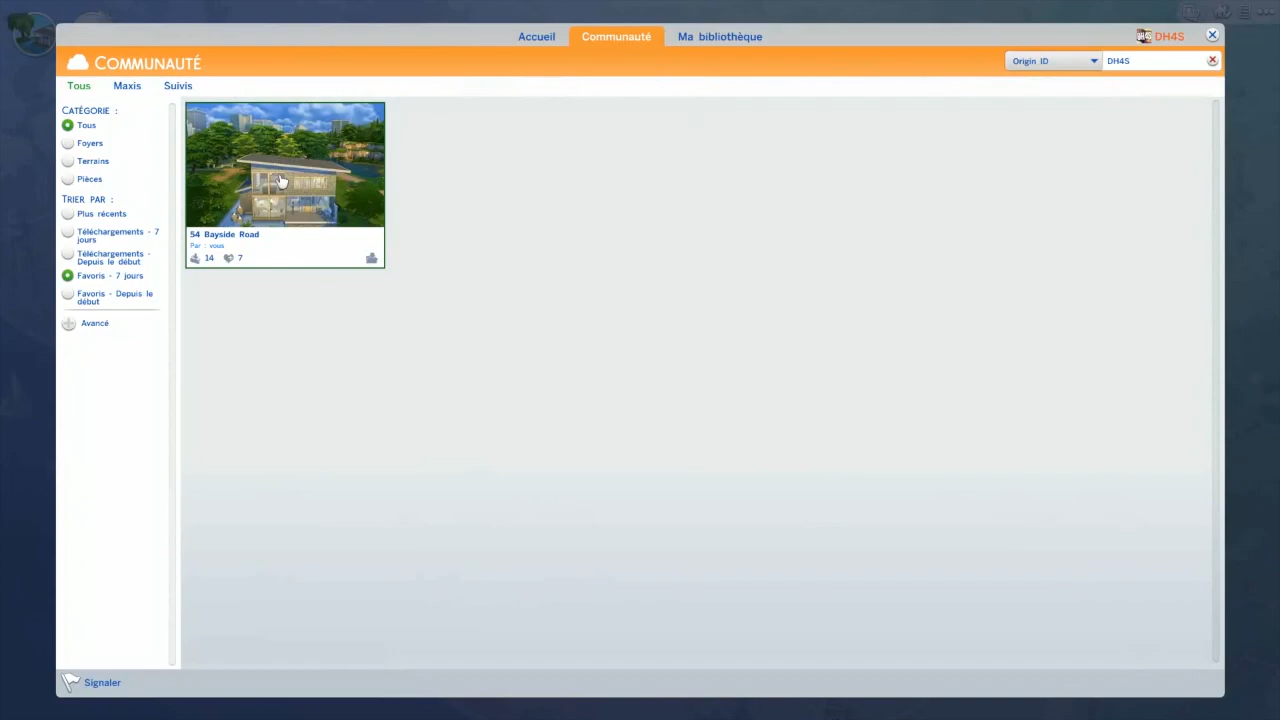 Accueil Communauté Ma bibliothèque DH4S
COMMUNAUTÉ Origin ID DH4S
Tous Maxis Suivis
CATÉGORIE :
Tous
Foyers
Terrains
Pièces
TRIER PAR :
Plus récents
Téléchargements - 7
jours
Téléchargements -
Depuis le début
Favoris - 7 jours
Favoris - Depuis le
début
Avancé
54 Bayside Road
Par : vous
14 7
Signaler